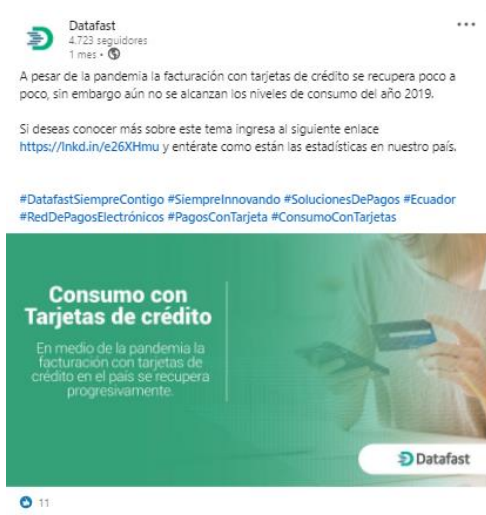 Datafast
4.723 seguidores
1 mes •
A pesar de la pandemia la facturación con tarjetas de crédito se recupera poco a
poco, sin embargo aún no se alcanzan los niveles de consumo del año 2019.
Si deseas conocer más sobre este tema ingresa al siguiente enlace
https://lnkd.in/e26XHmu y entérate como están las estadísticas en nuestro país.
#DatafastSiempreContigo #SiempreInnovando #SolucionesDePagos #Ecuador
#RedDePagosElectrónicos #PagosConTarjeta #ConsumoConTarjetas
Consumo con
Tarjetas de crédito
En medio de la pandemia la
facturación con tarjetas de
crédito en el país se recupera
progresivamente.
Datafast
11